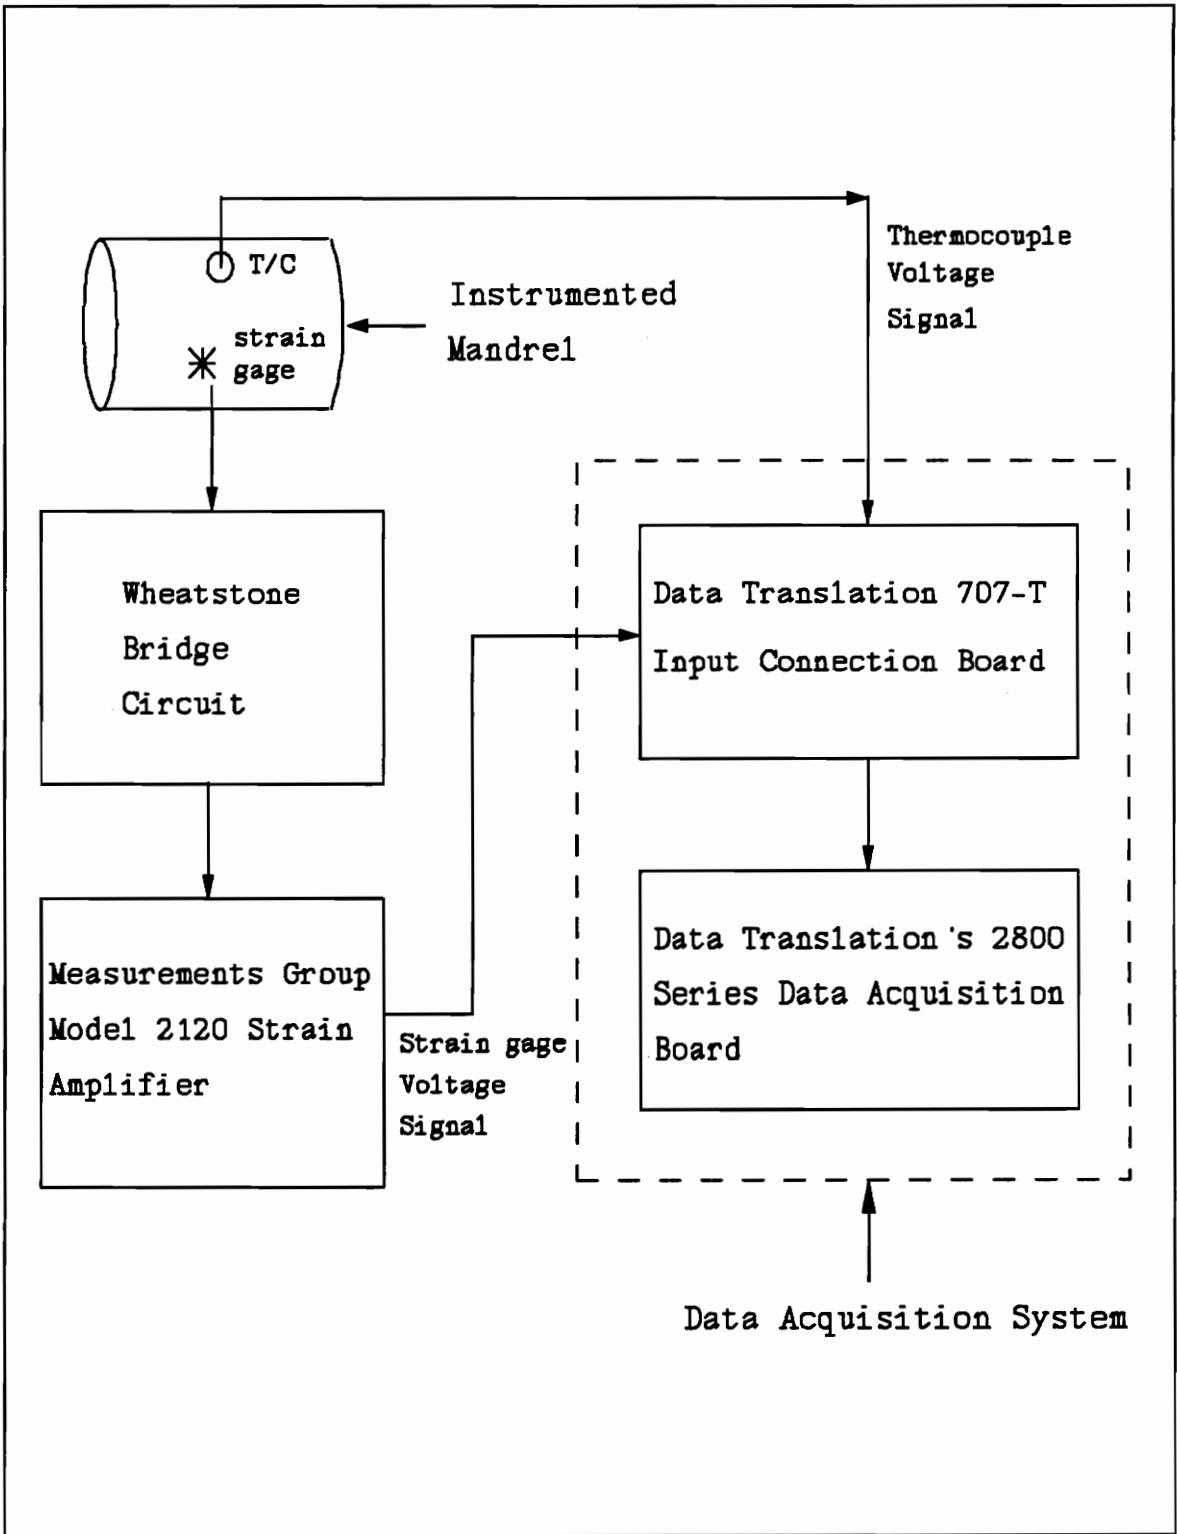 T/C
strain
gage
Instrumented
Mandrel
Thermocouple
Voltage
Signal
Wheatstone
Bridge
Circuit
Data Translation 707-T
Input Connection Board
Measurements Group
Model 2120 Strain
Amplifier
Strain gage
Voltage
Signal
Data Translation's 2800
Series Data Acquisition
Board
Data Acquisition System